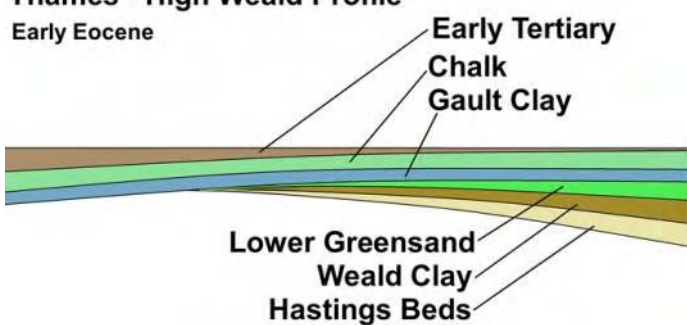 Thames - High Weald Profile
Early Eocene
Early Tertiary
Chalk
Gault Clay
Lower Greensand
Weald Clay
Hastings Beds